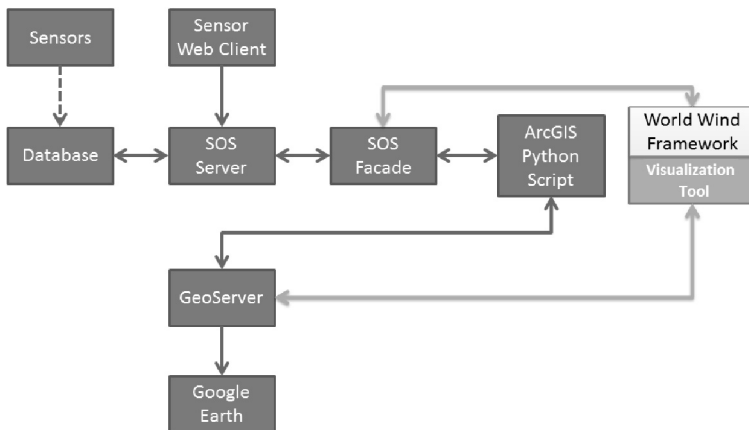 Sensors
Sensor
Web Client
Database
SOS
Server
SOS
Facade
ArcGIS
Python
Script
World Wind
Framework
Visualization
Tool
GeoServer
Google
Earth